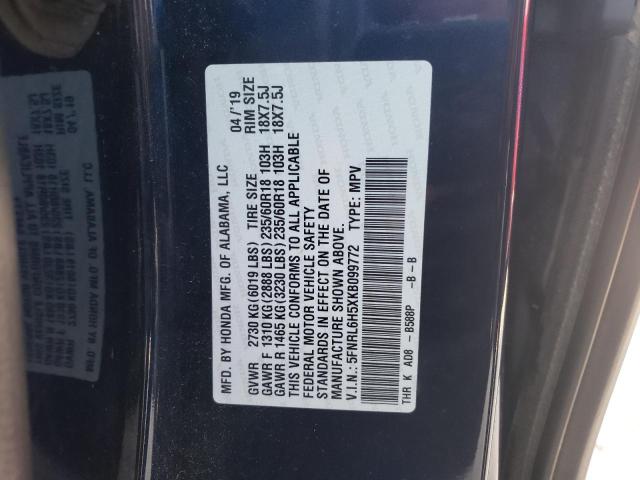 MFD. BY HONDA MFG. OF ALABAMA, LLC 04/'19
GVWR 2730 KG (6019 LBS) TIRE SIZE RIM SIZE
GAWR F 1310 KG (2888 LBS) 235/60R18 103H 18X7.5J
GAWR R 1465 KG (3230 LBS) 235/60R18 103H 18X7.5J
THIS VEHICLE CONFORMS TO ALL APPLICABLE
FEDERAL MOTOR VEHICLE SAFETY
STANDARDS IN EFFECT ON THE DATE OF
MANUFACTURE SHOWN ABOVE.
V.I.N.: 5FNRL6H5XKB099772 TYPE: MPV
THR K AD8 - B588P -B-B